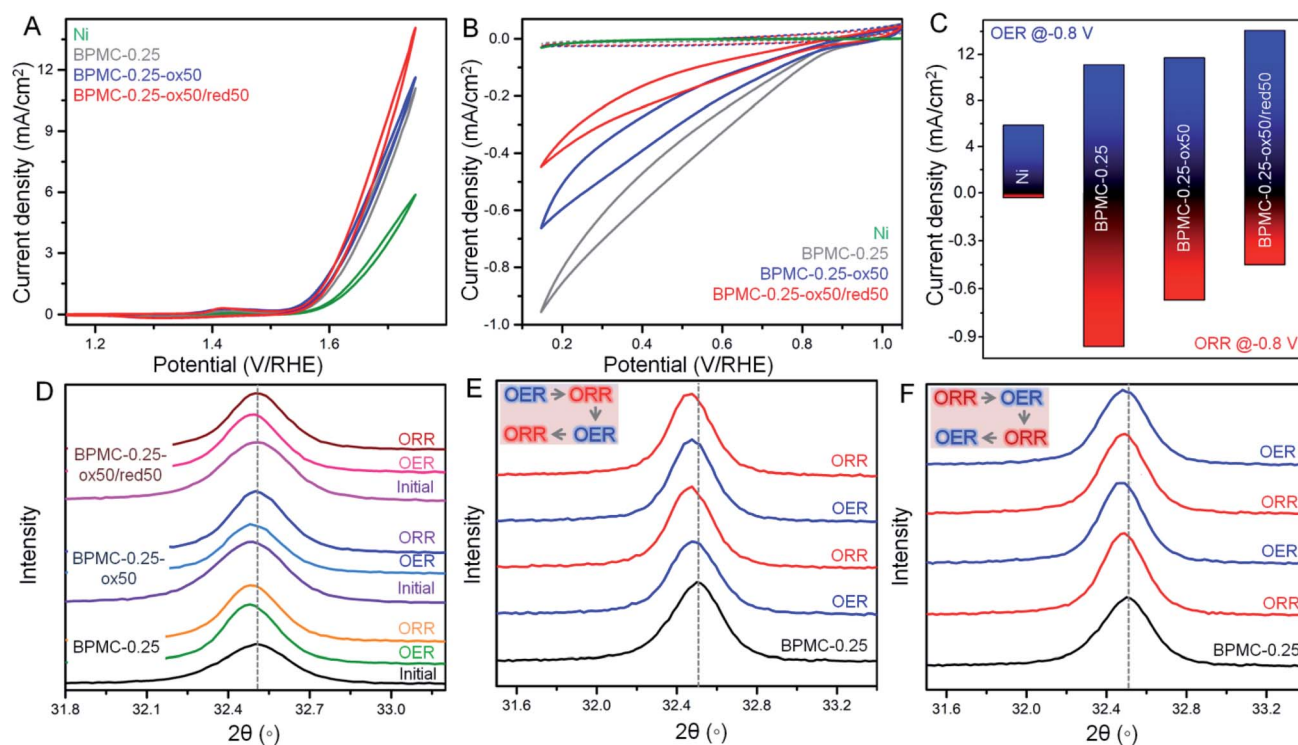 A
Ni
BPMC-0.25
BPMC-0.25-ox50
BPMC-0.25-ox50/red50
Current density (mA/cm²)
12
9
6
3
0
1.2
1.4
1.6
Potential (V/RHE)
B
Current density (mA/cm²)
0.0
-0.2
-0.4
-0.6
-0.8
-1.0
Ni
BPMC-0.25
BPMC-0.25-ox50
BPMC-0.25-ox50/red50
0.2
0.4
0.6
0.8
1.0
Potential (V/RHE)
C
OER @-0.8 V
Current density (mA/cm²)
12
8
4
0.0
-0.3
-0.6
-0.9
Ni
BPMC-0.25
BPMC-0.25-ox50
BPMC-0.25-ox50/red50
ORR @-0.8 V
D
Intensity
BPMC-0.25-
ox50/red50
ORR
OER
Initial
BPMC-0.25-
ox50
ORR
OER
Initial
BPMC-0.25
ORR
OER
Initial
31.8
32.1
32.4
32.7
33.0
2θ (○)
E
OER → ORR
↓
ORR ← OER
Intensity
ORR
OER
ORR
OER
BPMC-0.25
31.6
32.0
32.4
32.8
33.2
2θ (○)
F
ORR → OER
↓
OER ← ORR
Intensity
OER
ORR
OER
ORR
BPMC-0.25
31.6
32.0
32.4
32.8
33.2
2θ (○)